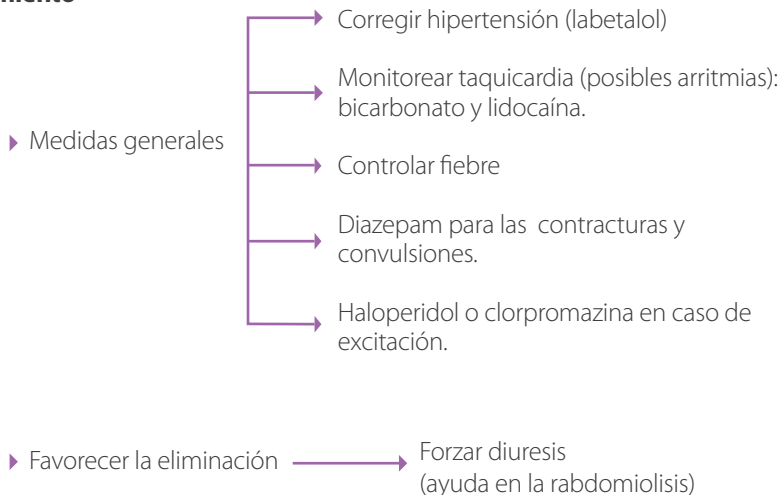 Corregir hipertensión (labetalol)
Monitorear taquicardia (posibles arritmias):
bicarbonato y lidocaína.
Medidas generales
Controlar fiebre
Diazepam para las contracturas y
convulsiones.
Haloperidol o clorpromazina en caso de
excitación.
Favorecer la eliminación
Forzar diuresis
(ayuda en la rabdomiolisis)